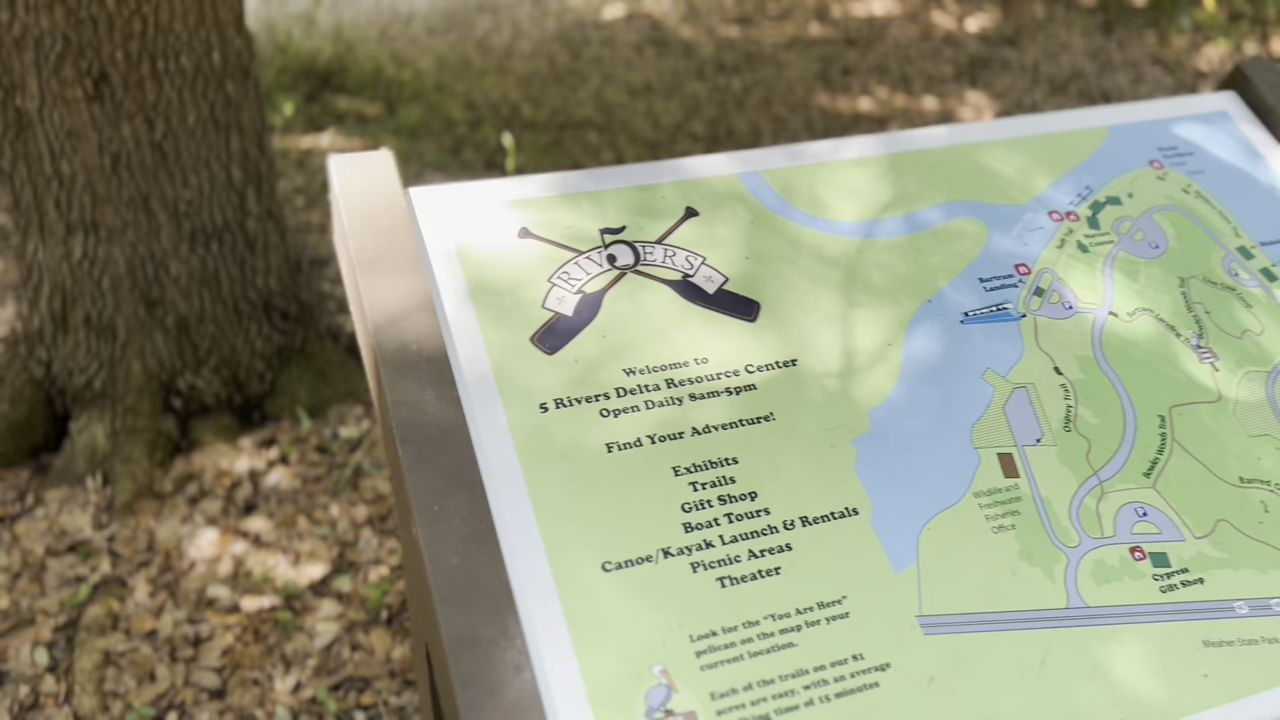 RIVERS
Welcome to
5 Rivers Delta Resource Center
Open Daily 8am-5pm
Find Your Adventure!
Exhibits
Trails
Gift Shop
Boat Tours
Canoe/Kayak Launch & Rentals
Picnic Areas
Theater
Look for the “You Are Here”
pelican on the map for your
current location.
Each of the trails on our 81
acres are easy, with an average
time of 15 minutes
Bartram
Landing
Osprey Trail
Wildlife and
Freshwater
Fisheries
Office
Cypress
Gift Shop
Meaher State